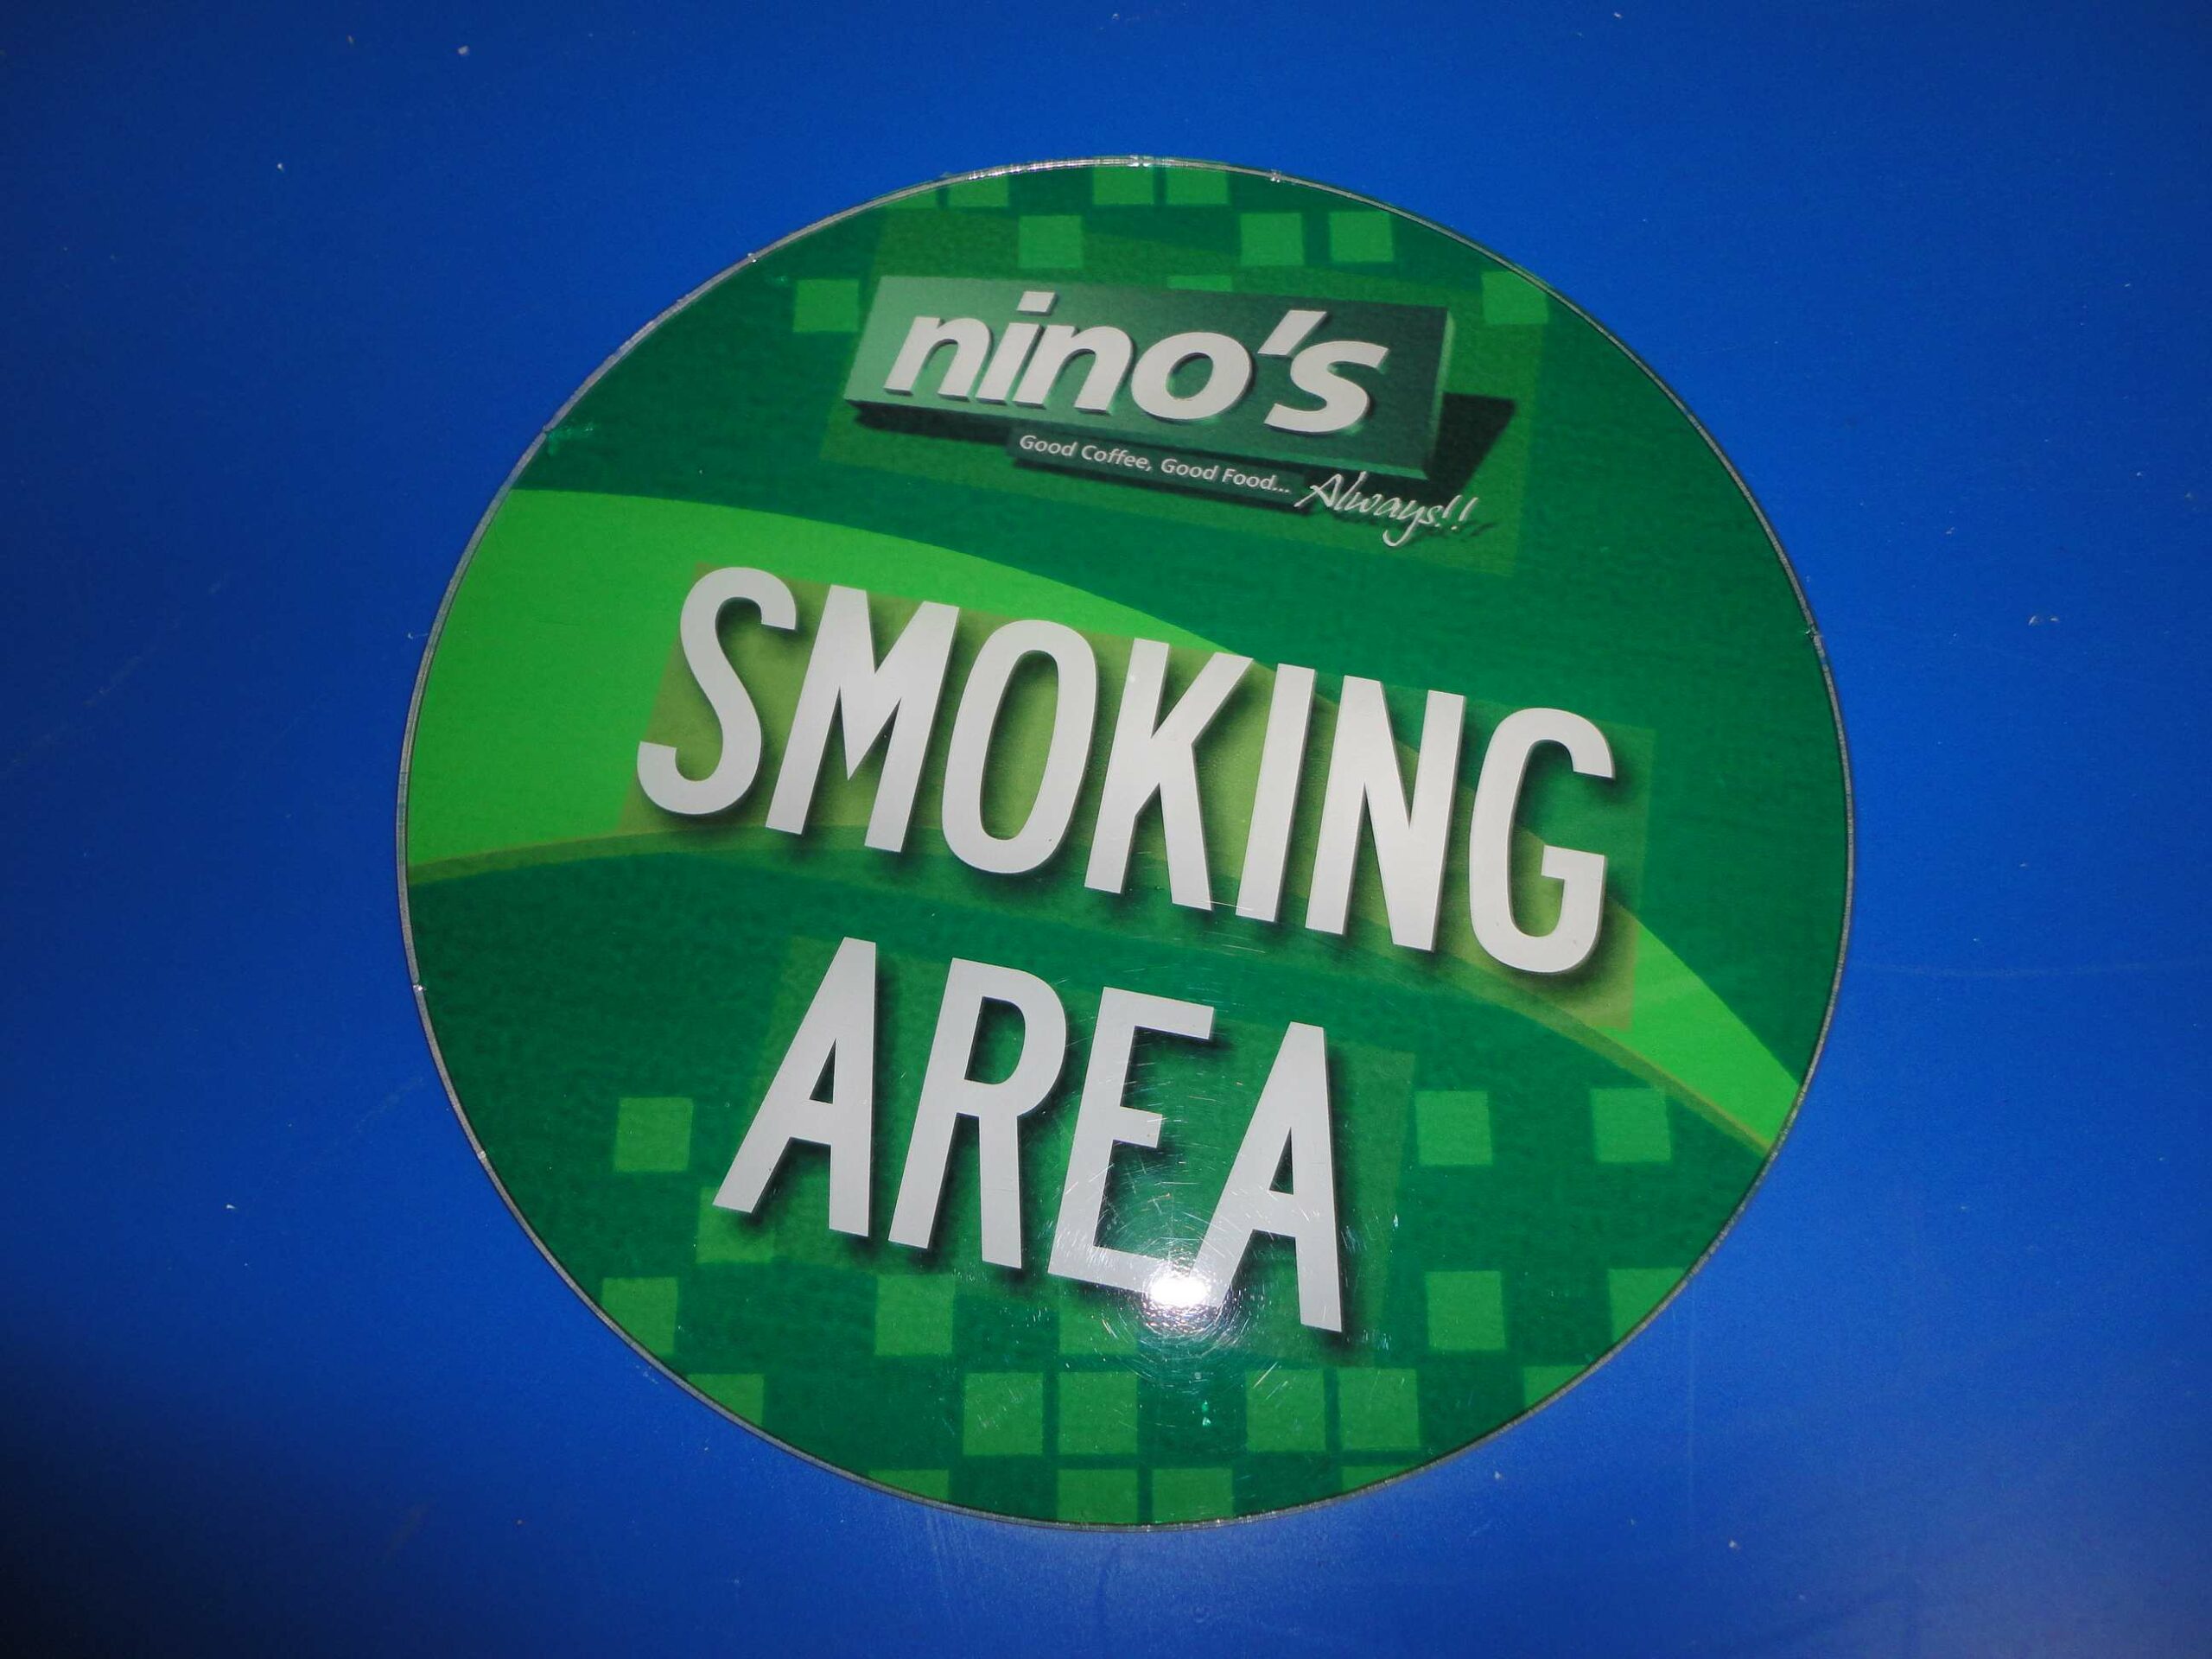 nino's
Good Coffee, Good Food... Always!!
SMOKING
AREA